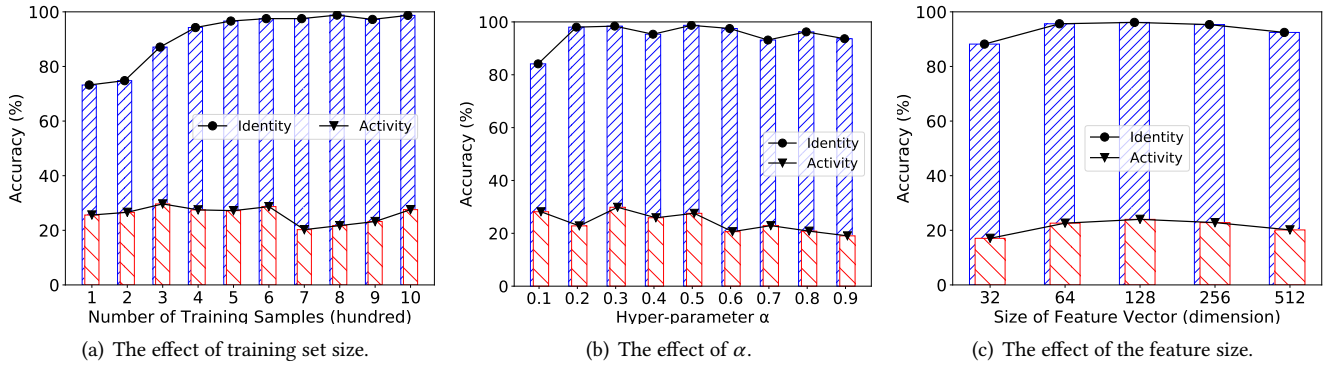 100
80
60
40
20
0
Accuracy (%)
Identity Activity
1 2 3 4 5 6 7 8 9 10
Number of Training Samples (hundred)
(a) The effect of training set size.
100
80
60
40
20
0
Accuracy (%)
Identity
Activity
0.1 0.2 0.3 0.4 0.5 0.6 0.7 0.8 0.9
Hyper-parameter α
(b) The effect of α.
100
80
60
40
20
0
Accuracy (%)
Identity
Activity
32 64 128 256 512
Size of Feature Vector (dimension)
(c) The effect of the feature size.